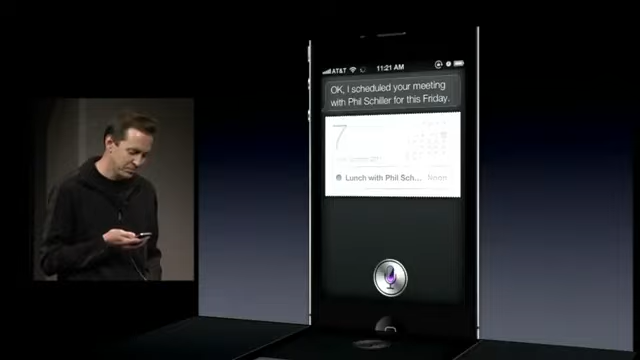 AT&T
11:21 AM
OK, I scheduled your meeting
with Phil Schiller for this Friday.
7
Lunch with Phil Sch... Noon